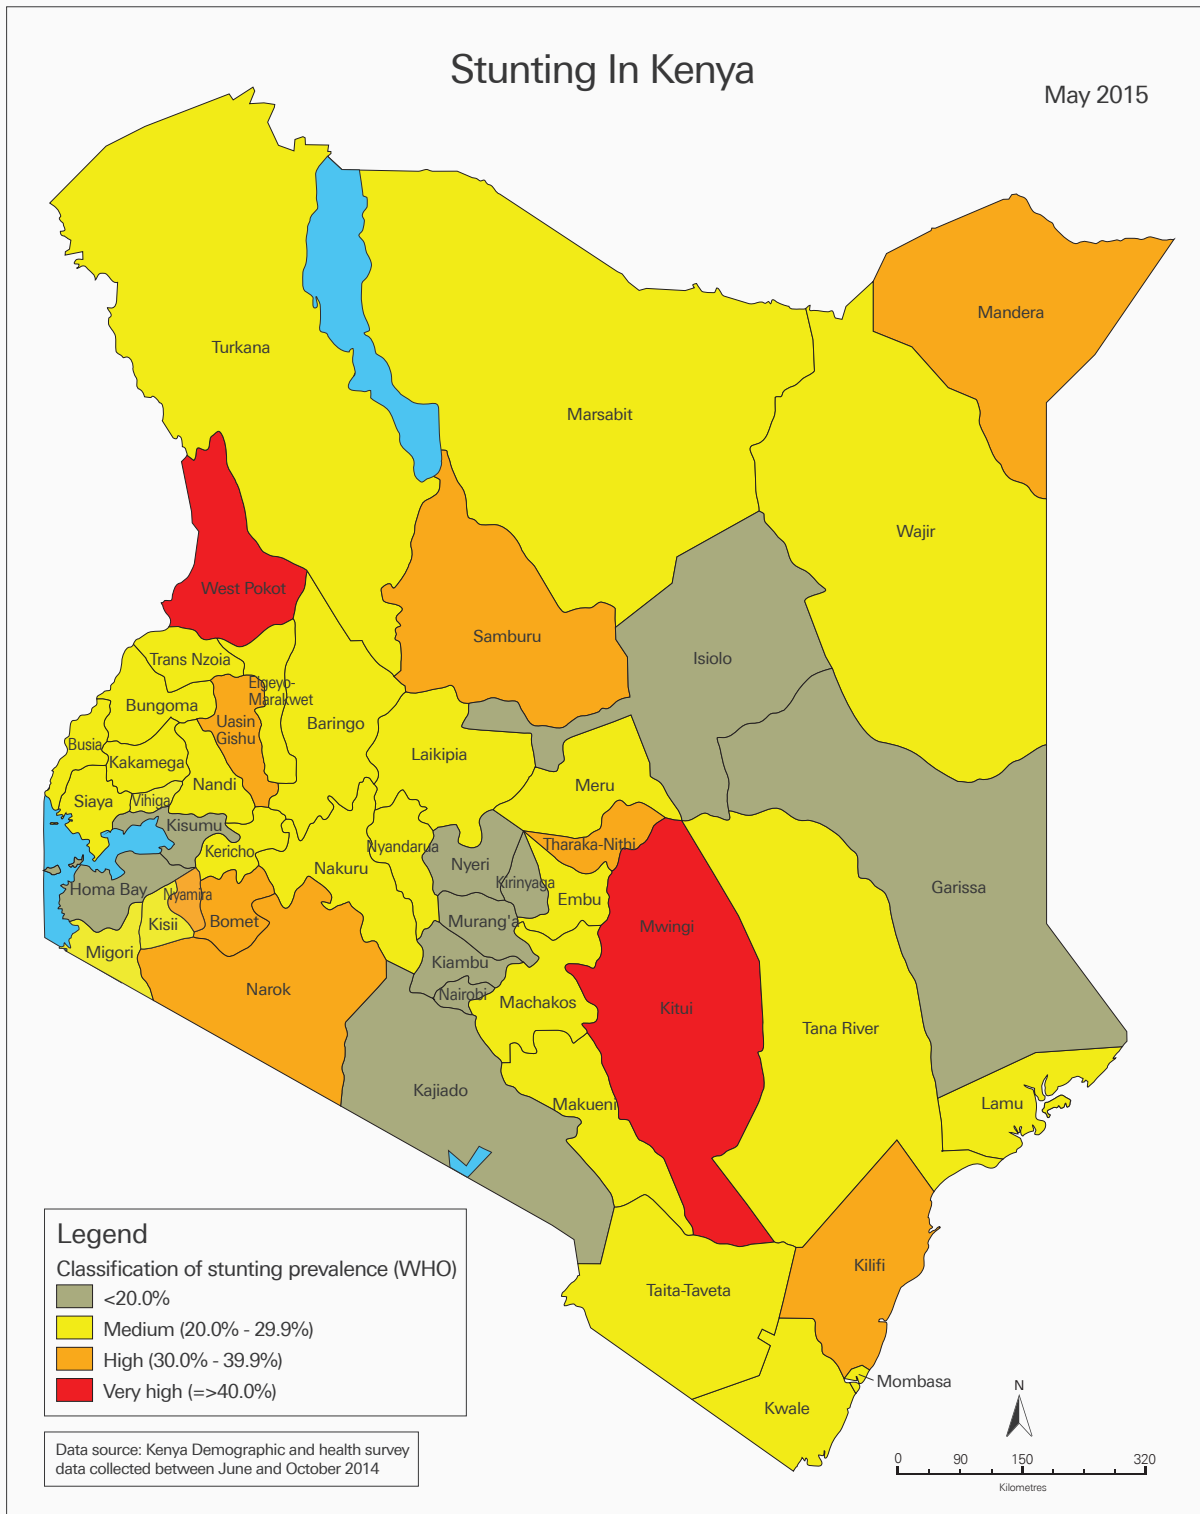 Stunting In Kenya
May 2015
Mandera
Turkana
Marsabit
Wajir
West Pokot
Samburu
Isiolo
Trans Nzoia
Elgeyo-
Marakwet
Bungoma
Uasin
Gishu
Baringo
Busia
Kakamega
Laikipia
Nandi
Meru
Siaya
Vihiga
Kisumu
Kericho
Nyandarua
Tharaka-Nithi
Nakuru
Nyeri
Kirinyaga
Garissa
Homa Bay
Nyamira
Embu
Kisii
Bomet
Murang'a
Mwingi
Migori
Kiambu
Narok
Nairobi
Machakos
Kitui
Tana River
Kajiado
Makueni
Lamu
Kilifi
Taita-Taveta
Mombasa
Kwale
Legend
Classification of stunting prevalence (WHO)
<20.0%
Medium (20.0% - 29.9%)
High (30.0% - 39.9%)
Very high (=>40.0%)
Data source: Kenya Demographic and health survey
data collected between June and October 2014
N
0 90 150 320
Kilometres